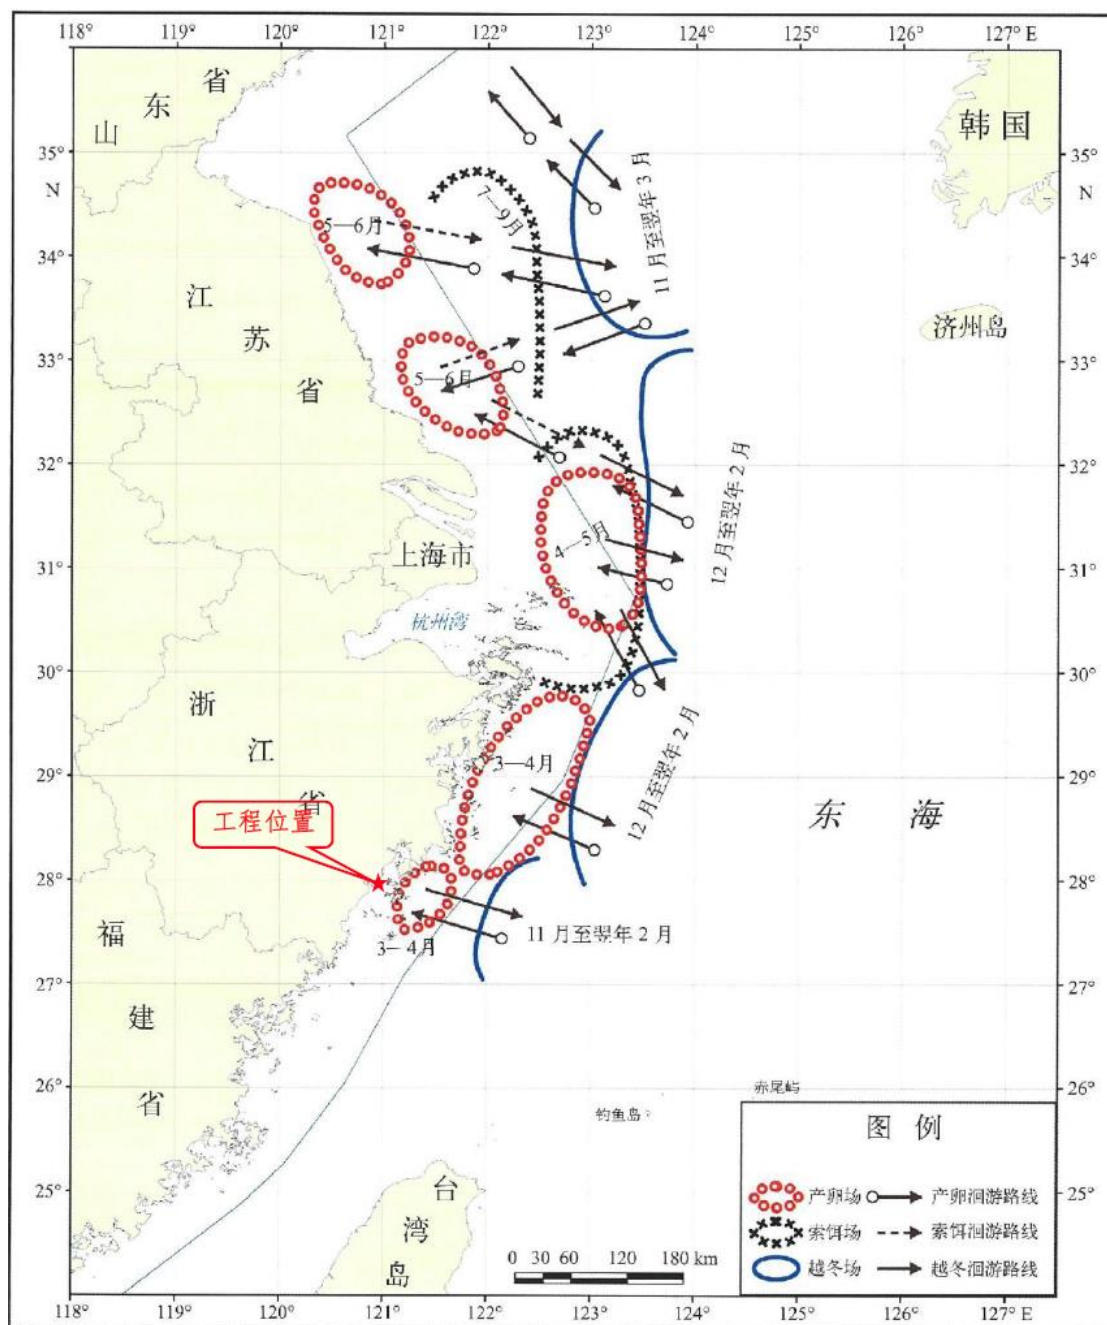 118° 119° 120° 121° 122° 123° 124° 125° 126° 127° E
山东省
韩国
35° 35°
N N
7—9月
11月至翌年3月
5—6月
34° 34°
江苏省
济州岛
33° 33°
5—6月
32° 32°
12月至翌年2月
4—5月
上海市
31° 31°
杭州湾
30° 30°
浙江省
3—4月
12月至翌年2月
29° 29°
东海
工程位置
28° 28°
福建省
3—4月
11月至翌年2月
27° 27°
26° 26°
赤尾屿
钓鱼岛
25° 25°
台湾岛
0 30 60 120 180 km
图例
产卵场 产卵洄游路线
索饵场 索饵洄游路线
越冬场 越冬洄游路线
118° 119° 120° 121° 122° 123° 124° 125° 126° 127° E